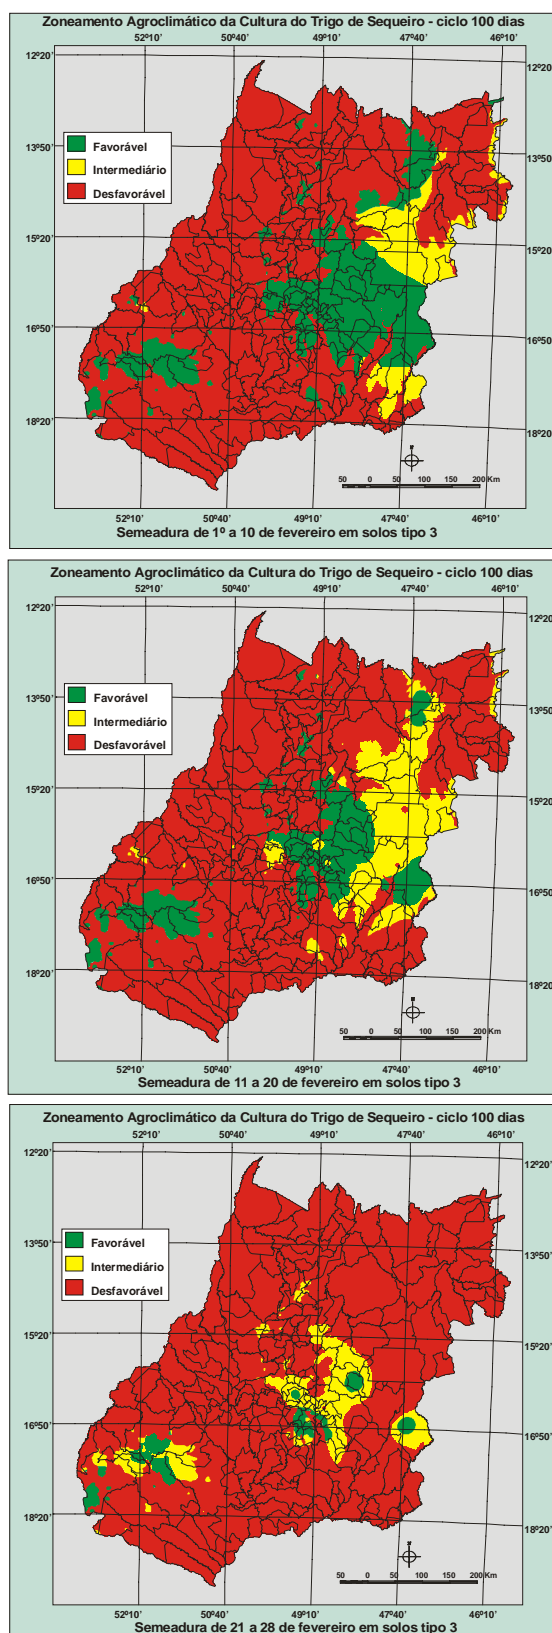 Zoneamento Agroclimático da Cultura do Trigo de Sequeiro - ciclo 100 dias
52º10' 50º40' 49º10' 47º40' 46º10'
12º20' 12º20'
13º50' 13º50'
Favorável
Intermediário
Desfavorável
15º20' 15º20'
16º50' 16º50'
18º20' 18º20'
50 0 50 100 150 200 Km
52º10' 50º40' 49º10' 47º40' 46º10'
Semeadura de 1º a 10 de fevereiro em solos tipo 3
Zoneamento Agroclimático da Cultura do Trigo de Sequeiro - ciclo 100 dias
52º10' 50º40' 49º10' 47º40' 46º10'
12º20' 12º20'
13º50' 13º50'
Favorável
Intermediário
Desfavorável
15º20' 15º20'
16º50' 16º50'
18º20' 18º20'
50 0 50 100 150 200 Km
52º10' 50º40' 49º10' 47º40' 46º10'
Semeadura de 11 a 20 de fevereiro em solos tipo 3
Zoneamento Agroclimático da Cultura do Trigo de Sequeiro - ciclo 100 dias
52º10' 50º40' 49º10' 47º40' 46º10'
12º20' 12º20'
13º50' 13º50'
Favorável
Intermediário
Desfavorável
15º20' 15º20'
16º50' 16º50'
18º20' 18º20'
50 0 50 100 150 200 Km
52º10' 50º40' 49º10' 47º40' 46º10'
Semeadura de 21 a 28 de fevereiro em solos tipo 3